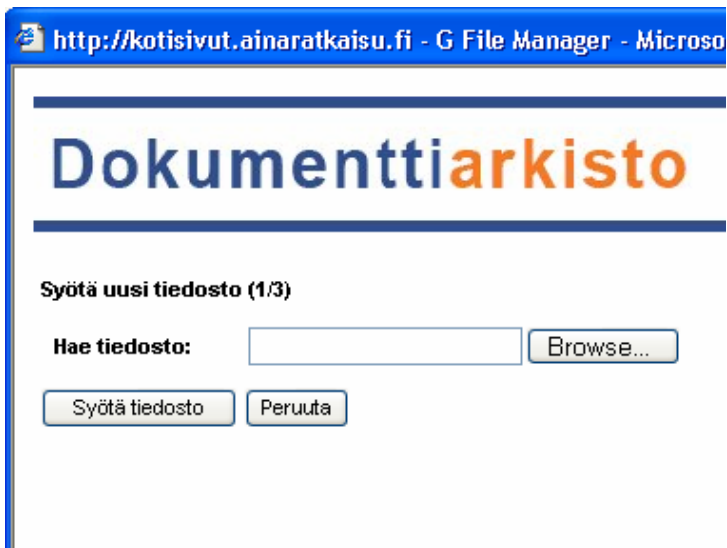 http://kotisivut.ainaratkaisu.fi - G File Manager - Microso
Dokumenttiarkisto
Syötä uusi tiedosto (1/3)
Hae tiedosto: Browse...
Syötä tiedosto Peruuta